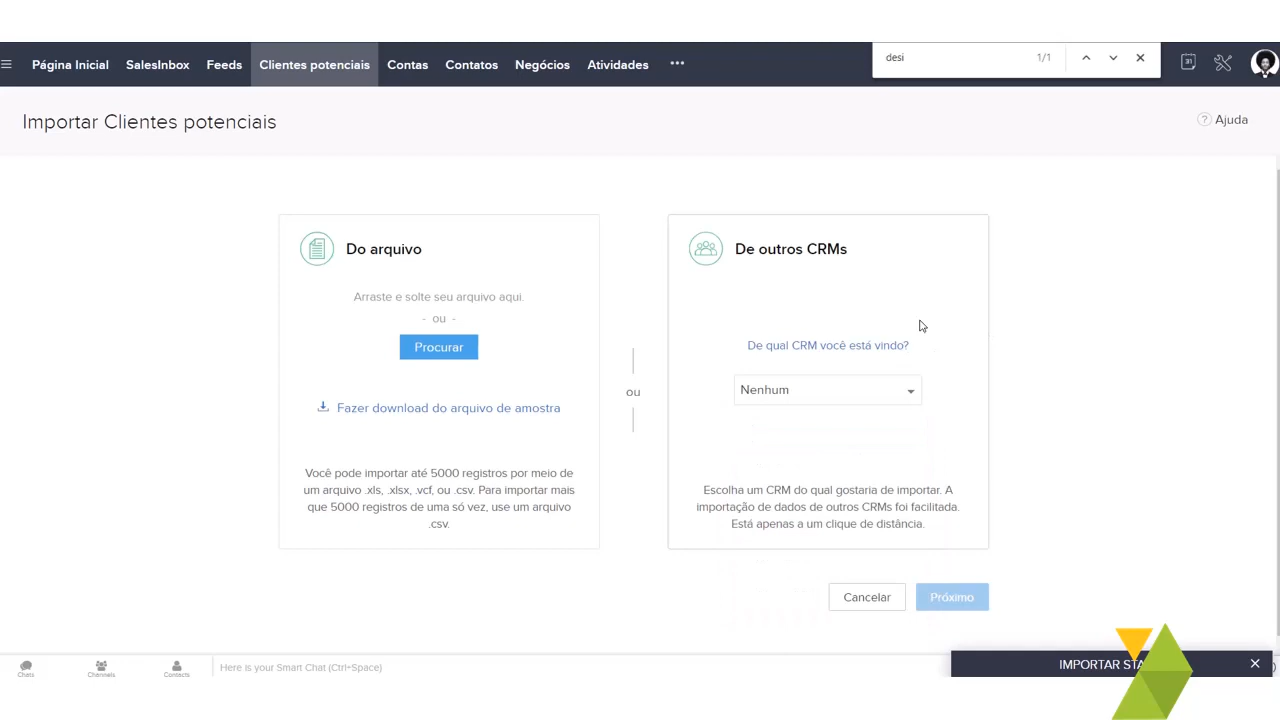 desi 1/1
Página Inicial SalesInbox Feeds Clientes potenciais Contas Contatos Negócios Atividades •••
31
Importar Clientes potenciais
? Ajuda
Do arquivo
Arraste e solte seu arquivo aqui.
- ou -
Procurar
Fazer download do arquivo de amostra
Você pode importar até 5000 registros por meio de
um arquivo .xls, .xlsx, .vcf, ou .csv. Para importar mais
que 5000 registros de uma só vez, use um arquivo
.csv.
ou
De outros CRMs
De qual CRM você está vindo?
Nenhum
Escolha um CRM do qual gostaria de importar. A
importação de dados de outros CRMs foi facilitada.
Está apenas a um clique de distância.
Cancelar Próximo
Chats Channels Contacts Here is your Smart Chat (Ctrl+Space)
IMPORTAR